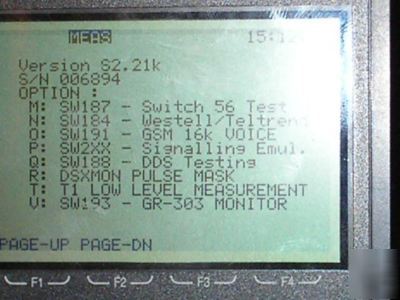 MEAS 15:12
Version S2.21k
S/N 006894
OPTION :
M: SW187 - Switch 56 Test
N: SW184 - Westell/Teltrend
O: SW191 - GSM 16k VOICE
P: SW2XX - Signalling Emul.
Q: SW188 - DDS Testing
R: DSXMON PULSE MASK
T: T1 LOW LEVEL MEASUREMENT
V: SW193 - GR-303 MONITOR
PAGE-UP PAGE-DN
F1 F2 F3 F4